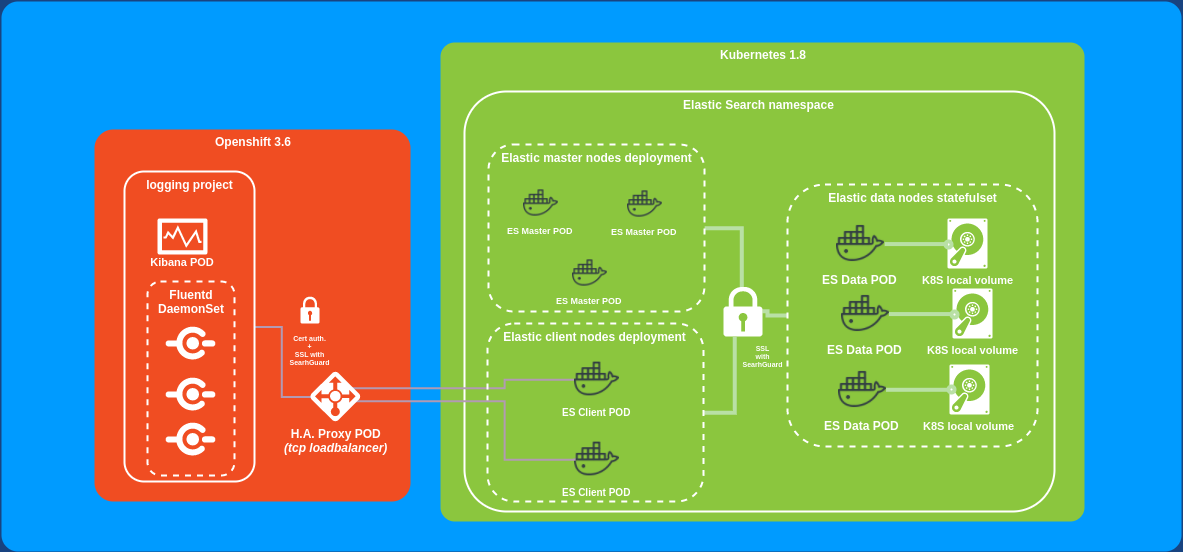 Kubernetes 1.8
Elastic Search namespace
Openshift 3.6
logging project
Kibana POD
Fluentd
DaemonSet
Cert auth.
+
SSL with
SearhGuard
H.A. Proxy POD
(tcp loadbalancer)
Elastic master nodes deployment
ES Master POD
ES Master POD
ES Master POD
Elastic client nodes deployment
ES Client POD
ES Client POD
SSL
with
SearhGuard
Elastic data nodes statefulset
ES Data POD
K8S local volume
ES Data POD
K8S local volume
ES Data POD
K8S local volume